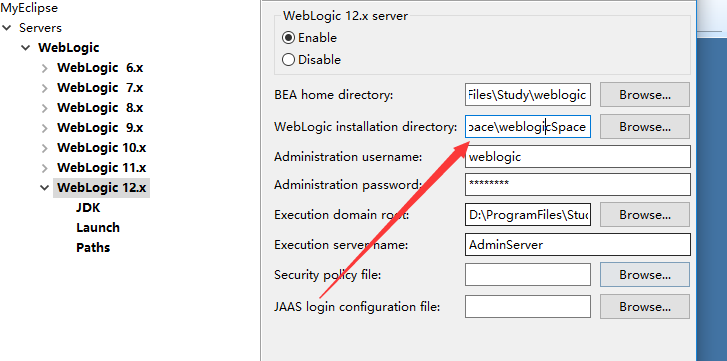 MyEclipse
Servers
WebLogic
WebLogic 6.x
WebLogic 7.x
WebLogic 8.x
WebLogic 9.x
WebLogic 10.x
WebLogic 11.x
WebLogic 12.x
JDK
Launch
Paths
WebLogic 12.x server
Enable
Disable
BEA home directory: Files\Study\weblogic Browse...
WebLogic installation directory: pace\weblogicSpace Browse...
Administration username: weblogic
Administration password: ********
Execution domain root: D:\ProgramFiles\Stuc Browse...
Execution server name: AdminServer
Security policy file: Browse...
JAAS login configuration file: Browse...